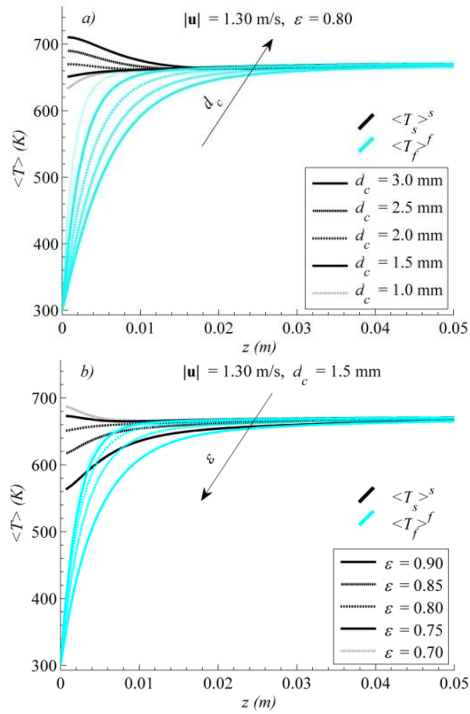 a)
|u| = 1.30 m/s, ε = 0.80
d_c
<T_s>^s
<T_f>^f
d_c = 3.0 mm
d_c = 2.5 mm
d_c = 2.0 mm
d_c = 1.5 mm
d_c = 1.0 mm
<T> (K)
700
600
500
400
300
0 0.01 0.02 0.03 0.04 0.05
z (m)
b)
|u| = 1.30 m/s, d_c = 1.5 mm
ε
<T_s>^s
<T_f>^f
ε = 0.90
ε = 0.85
ε = 0.80
ε = 0.75
ε = 0.70
<T> (K)
700
600
500
400
300
0 0.01 0.02 0.03 0.04 0.05
z (m)